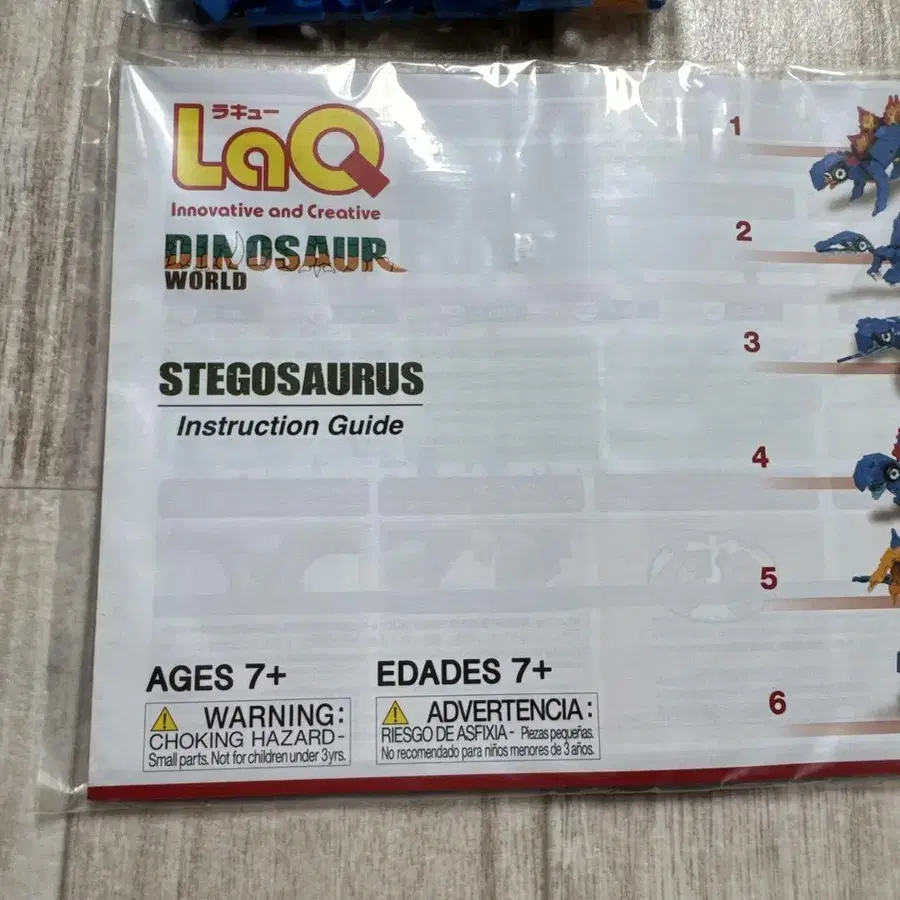 ラキュー
LaQ
Innovative and Creative
DINOSAUR
WORLD
STEGOSAURUS
Instruction Guide
1
2
3
4
5
6
AGES 7+
WARNING:
CHOKING HAZARD-
Small parts. Not for children under 3yrs.
EDADES 7+
ADVERTENCIA:
RIESGO DE ASFIXIA - Piezas pequeñas.
No recomendado para niños menores de 3 años.